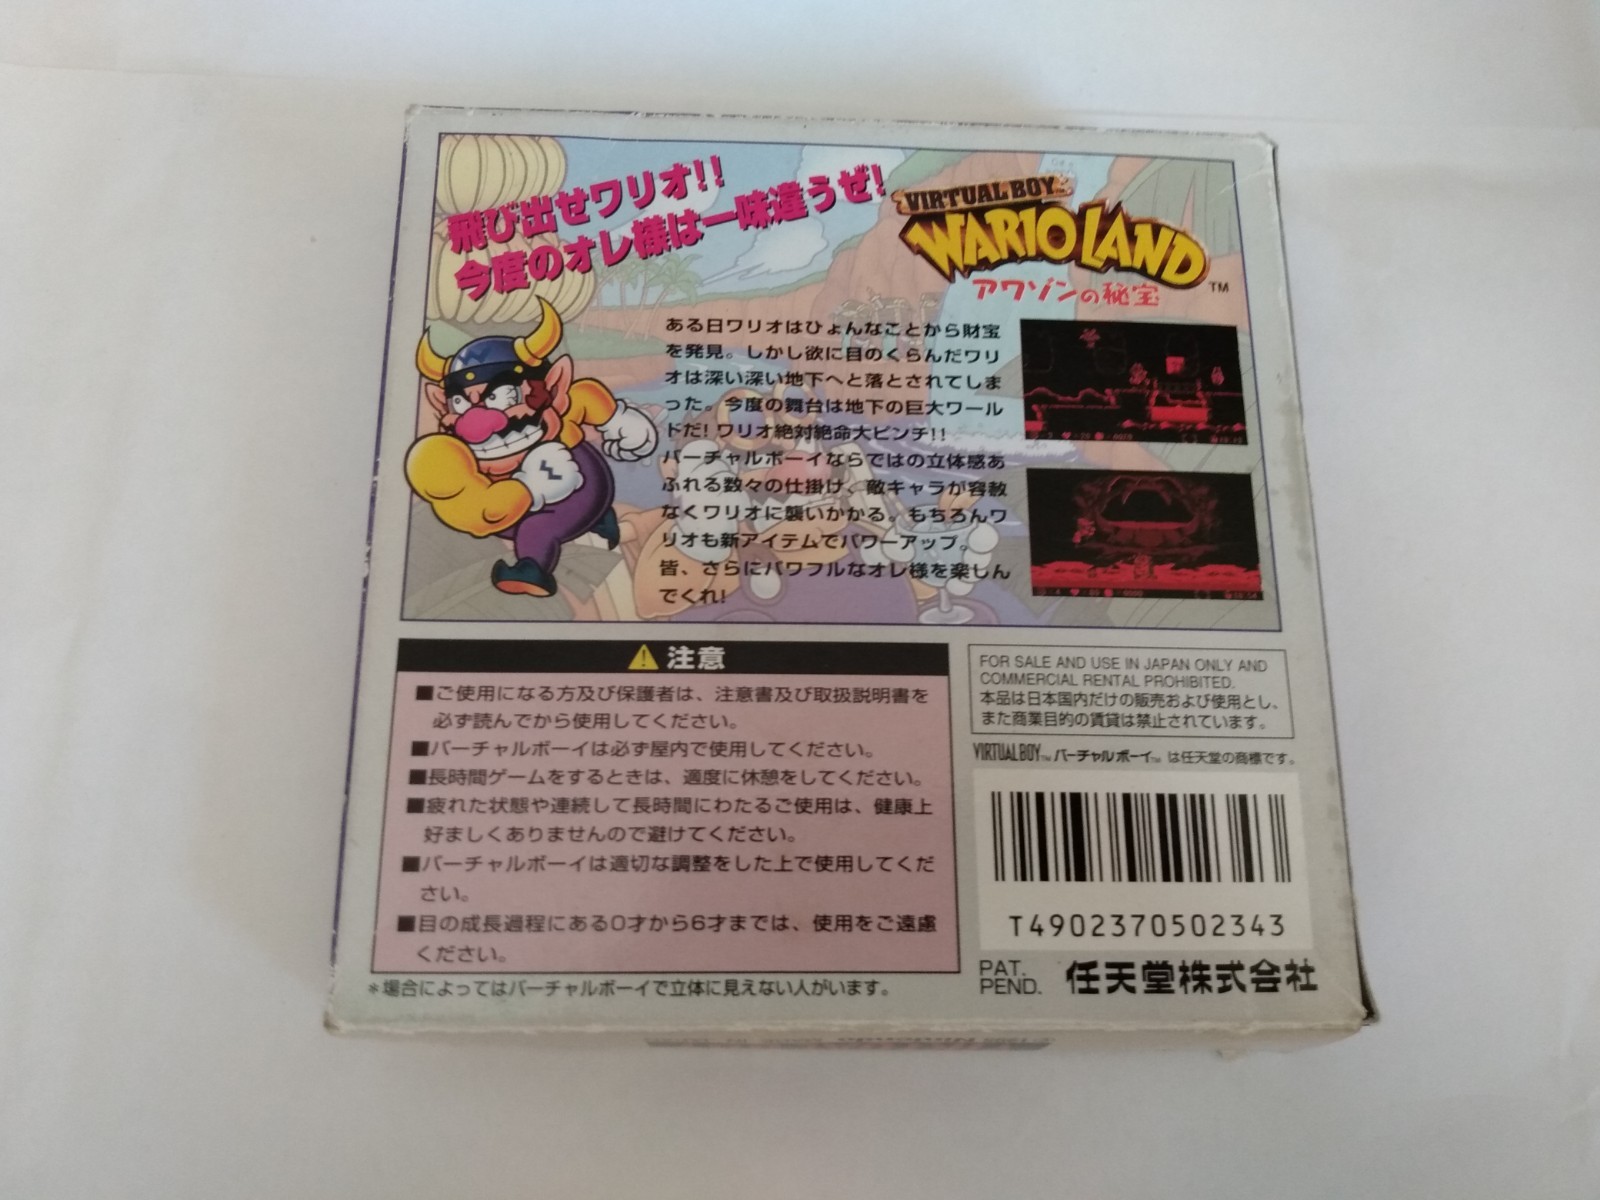 飛び出せワリオ!!
今度のオレ様は一味違うぜ!
VIRTUAL BOY
WARIO LAND™
アワゾンの秘宝
ある日ワリオはひょんなことから財宝
を発見。しかし欲に目のくらんだワリ
オは深い深い地下へと落とされてしま
った。今度の舞台は地下の巨大ワール
ドだ! ワリオ絶対絶命大ピンチ!!
バーチャルボーイならではの立体感あ
ふれる数々の仕掛け、敵キャラが容赦
なくワリオに襲いかかる。もちろんワ
リオも新アイテムでパワーアップ。
皆、さらにパワフルなオレ様を楽しん
でくれ!
注意
■ご使用になる方及び保護者は、注意書及び取扱説明書を
必ず読んでから使用してください。
■バーチャルボーイは必ず屋内で使用してください。
■長時間ゲームをするときは、適度に休憩をしてください。
■疲れた状態や連続して長時間にわたるご使用は、健康上
好ましくありませんので避けてください。
■バーチャルボーイは適切な調整をした上で使用してくだ
さい。
■目の成長過程にある0才から6才までは、使用をご遠慮
ください。
＊場合によってはバーチャルボーイで立体に見えない人がいます。
FOR SALE AND USE IN JAPAN ONLY AND
COMMERCIAL RENTAL PROHIBITED.
本品は日本国内だけの販売および使用とし、
また商業目的の賃貸は禁止されています。
VIRTUAL BOY™ バーチャルボーイ™ は任天堂の商標です。
T4902370502343
PAT.
PEND.
任天堂株式会社